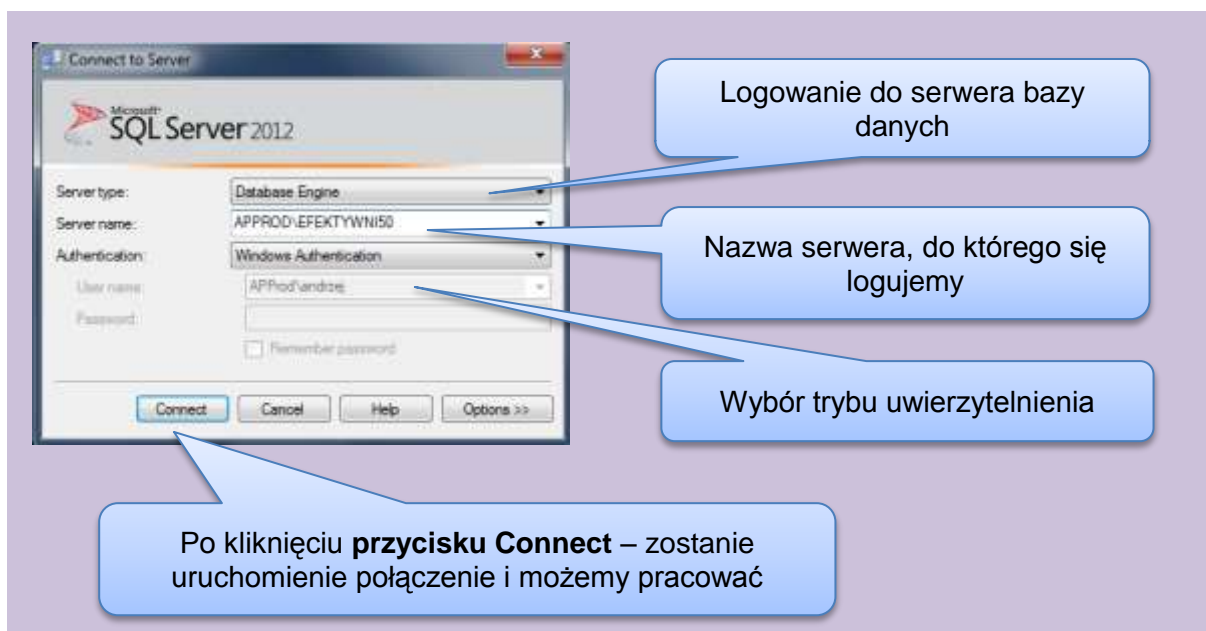 Connect to Server
Microsoft
SQL Server 2012
Logowanie do serwera bazy
danych
Server type:
Database Engine
Server name:
APPROD\EFEKTYWNI50
Authentication:
Windows Authentication
User name:
APProd\andrzej
Password:
Remember password
Connect
Cancel
Help
Options >>
Nazwa serwera, do którego się
logujemy
Wybór trybu uwierzytelnienia
Po kliknięciu przycisku Connect – zostanie
uruchomienie połączenie i możemy pracować